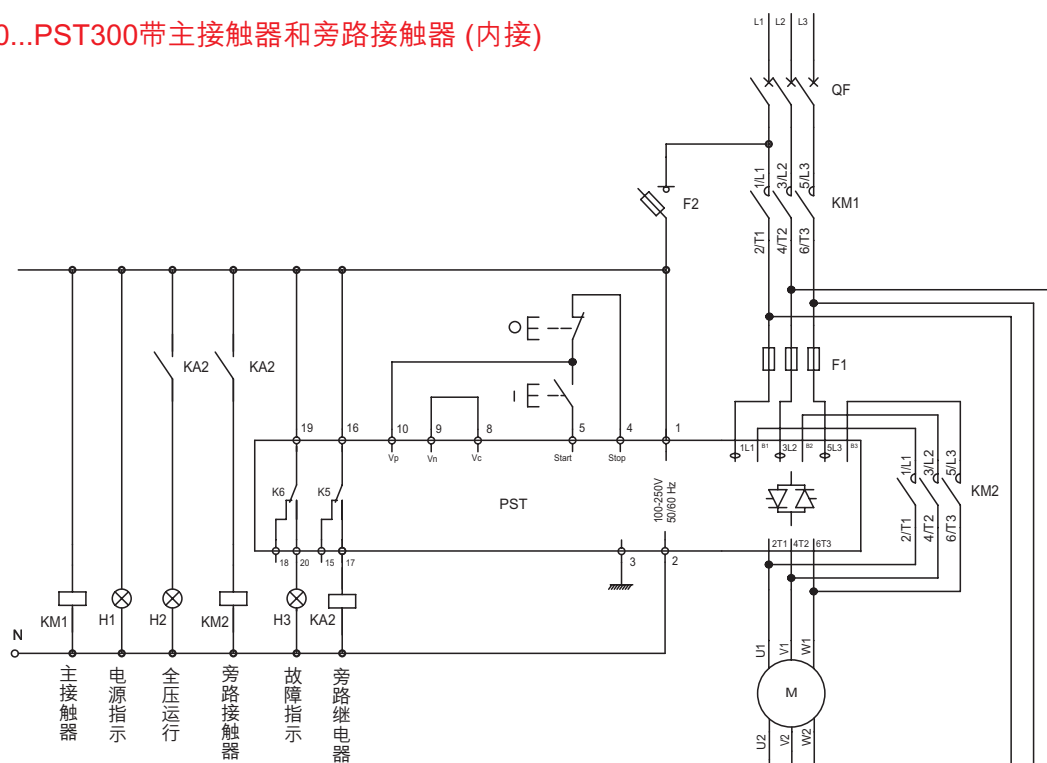 0...PST300带主接触器和旁路接触器 (内接)
L1 L2 L3
QF
1/L1 3/L2 5/L3
KM1
2/T1 4/T2 6/T3
F2
KA2 KA2
O
I
F1
19 16 10 9 8 5 4 1
Vp Vn Vc Start Stop
1L1 B1 3L2 B2 5L3 B3
K6 K5
PST
100-250V
50/60 Hz
1/L1 3/L2 5/L3
KM2
2/T1 4/T2 6/T3
2T1 4T2 6T3
18 20 15 17 3 2
KM1 H1 H2 KM2 H3 KA2
N
U1 V1 W1
M
U2 V2 W2
主接触器
电源指示
全压运行
旁路接触器
故障指示
旁路继电器